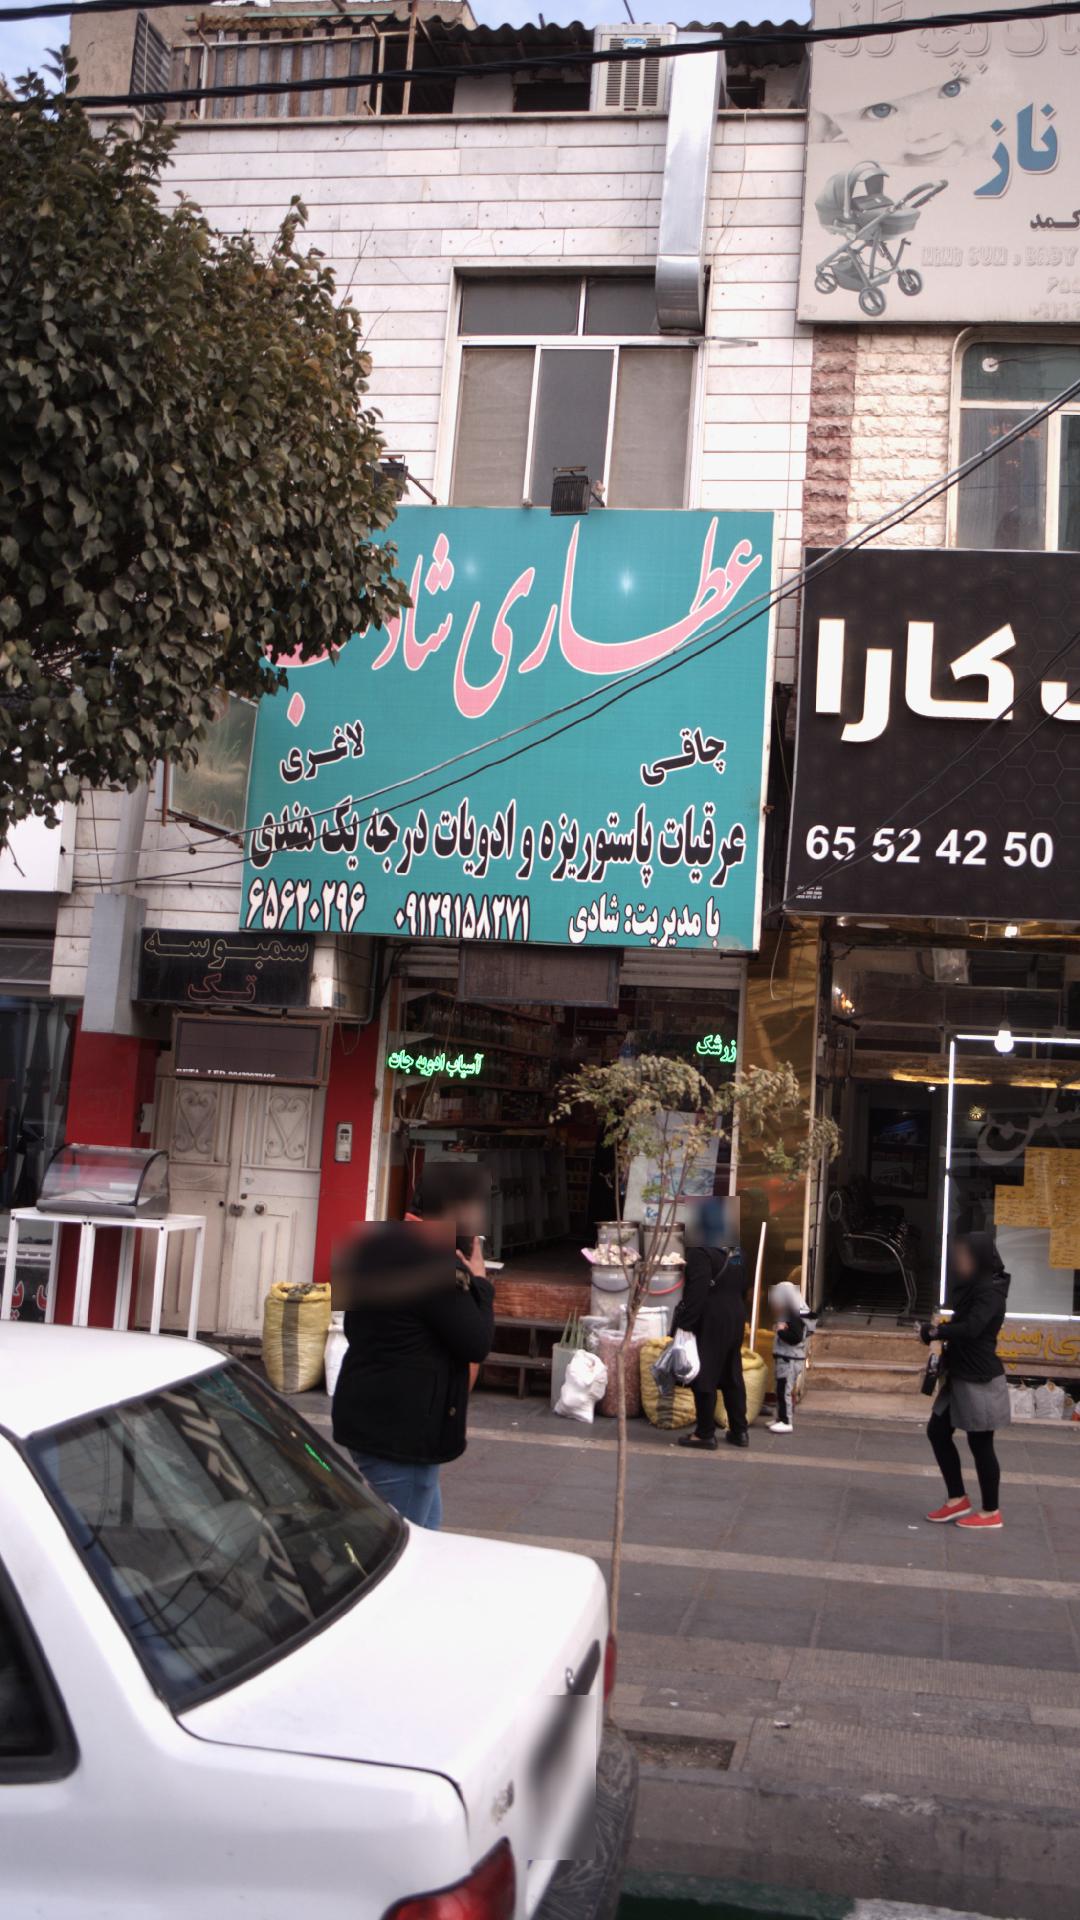 ناز
کمد
عطاری
چاقی
لاغری
عرقیات پاستوریزه و ادویات درجه یک هندی
با مدیریت: شادی
۰۹۱۲۹۱۵۸۲۷۱
۶۵۶۲۰۲۹۶
کارا
65 52 42 50
سمبوسه
تک
زرشک
آسیاب ادویه جات